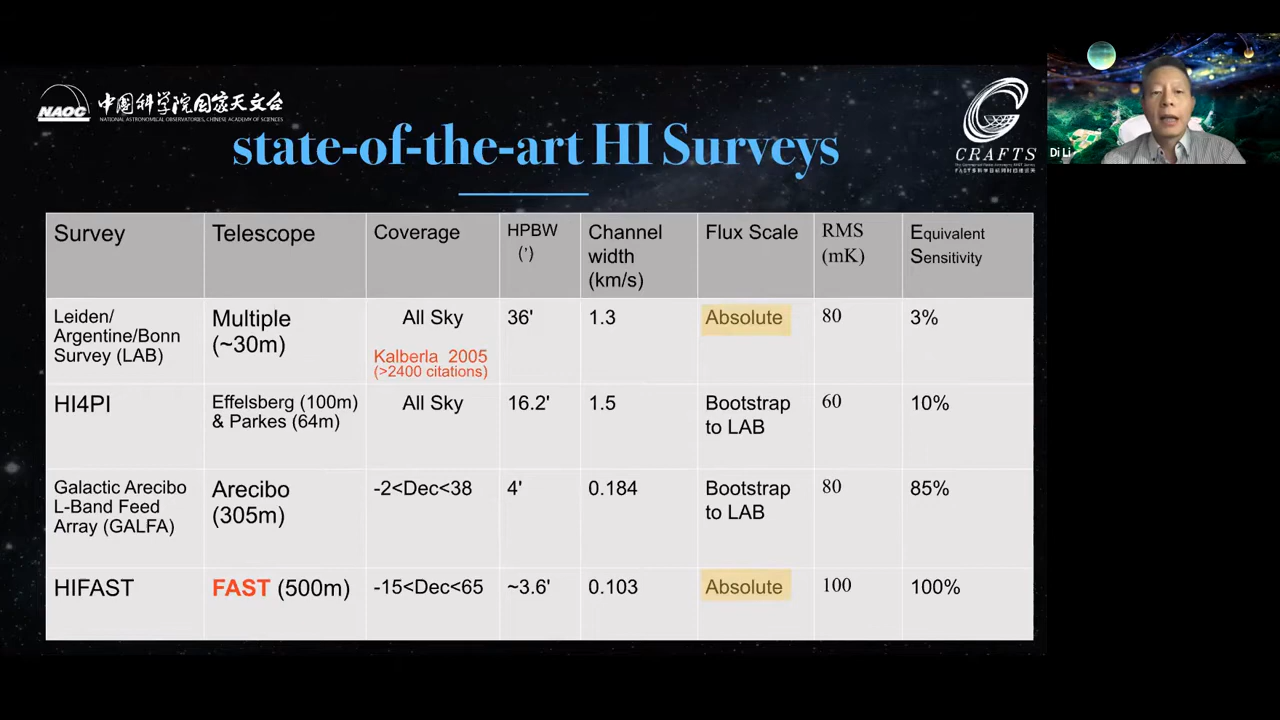 NAOC
中国科学院国家天文台
NATIONAL ASTRONOMICAL OBSERVATORIES, CHINESE ACADEMY OF SCIENCES
state-of-the-art HI Surveys
CRAFTS
Di Li
Survey
Telescope
Coverage
HPBW
(')
Channel
width
(km/s)
Flux Scale
RMS
(mK)
Equivalent
Sensitivity
Leiden/
Argentine/Bonn
Survey (LAB)
Multiple
(~30m)
All Sky
Kalberla 2005
(>2400 citations)
36'
1.3
Absolute
80
3%
HI4PI
Effelsberg (100m)
& Parkes (64m)
All Sky
16.2'
1.5
Bootstrap
to LAB
60
10%
Galactic Arecibo
L-Band Feed
Array (GALFA)
Arecibo
(305m)
-2<Dec<38
4'
0.184
Bootstrap
to LAB
80
85%
HIFAST
FAST (500m)
-15<Dec<65
~3.6'
0.103
Absolute
100
100%